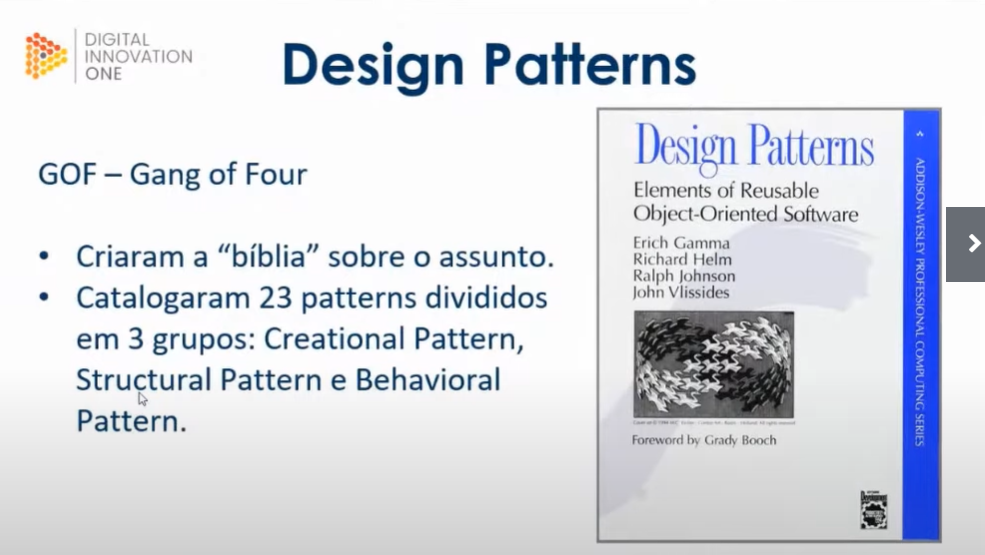 DIGITAL
INNOVATION
ONE
Design Patterns
GOF – Gang of Four
• Criaram a “bíblia” sobre o assunto.
• Catalogaram 23 patterns divididos
em 3 grupos: Creational Pattern,
Structural Pattern e Behavioral
Pattern.
Design Patterns
Elements of Reusable
Object-Oriented Software
Erich Gamma
Richard Helm
Ralph Johnson
John Vlissides
Foreword by Grady Booch
ADDISON-WESLEY PROFESSIONAL COMPUTING SERIES